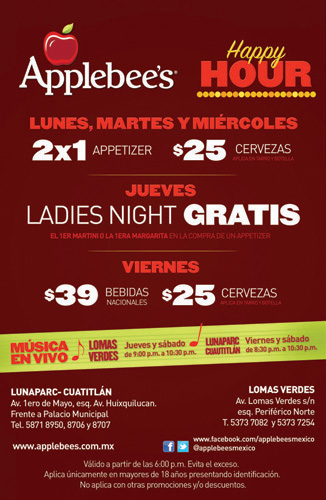 Applebee's®
Happy
HOUR
LUNES, MARTES Y MIÉRCOLES
2x1 APPETIZER $25 CERVEZAS
APLICA EN TARRO Y BOTELLA
JUEVES
LADIES NIGHT GRATIS
EL 1ER MARTINI O LA 1ERA MARGARITA EN LA COMPRA DE UN APPETIZER
VIERNES
$39 BEBIDAS NACIONALES $25 CERVEZAS
APLICA EN TARRO Y BOTELLA
MÚSICA EN VIVO
LOMAS VERDES
Jueves y sábado
de 9:00 p.m. a 10:30 p.m.
LUNAPARC CUAUTITLÁN
Viernes y sábado
de 8:30 p.m. a 10:30 p.m.
LUNAPARC- CUATITLÁN
Av. 1ero de Mayo, esq. Av. Huixquilucan.
Frente a Palacio Municipal
Tel. 5871 8950, 8706 y 8707
LOMAS VERDES
Av. Lomas Verdes s/n
esq. Periférico Norte
T. 5373 7082 y 5373 7254
www.applebees.com.mx
www.facebook.com/applebeesmexico
@applebeesmexico
Válido a partir de las 6:00 p.m. Evita el exceso.
Aplica únicamente en mayores de 18 años presentando identificación.
No aplica con otras promociones y/o descuentos.